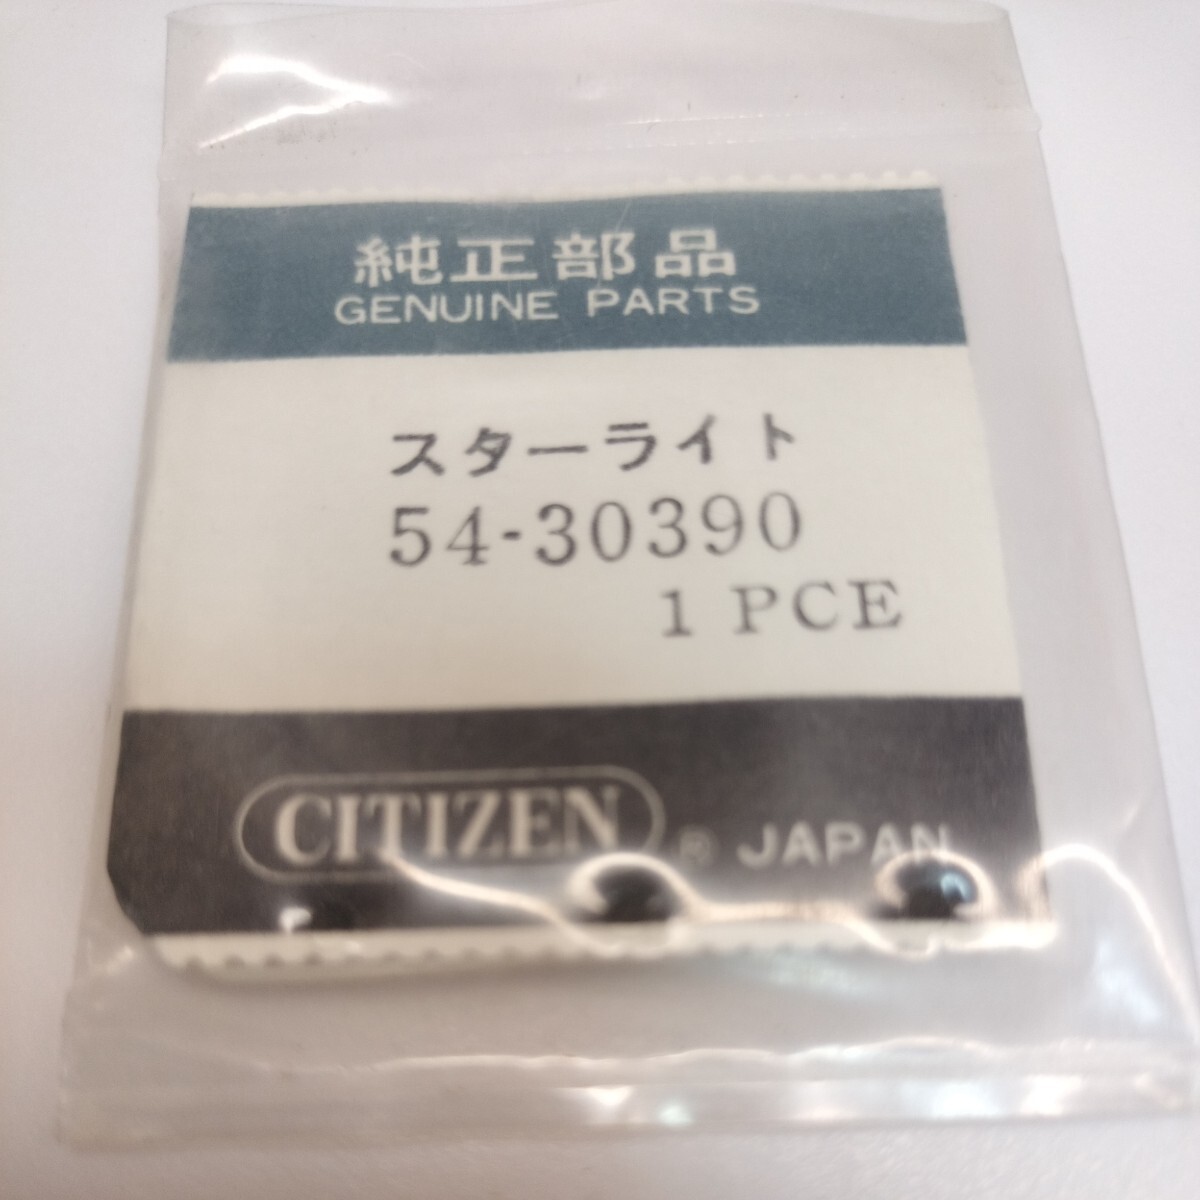 純正部品
GENUINE PARTS
スターライト
54-30390
1 PCE
CITIZEN ® JAPAN